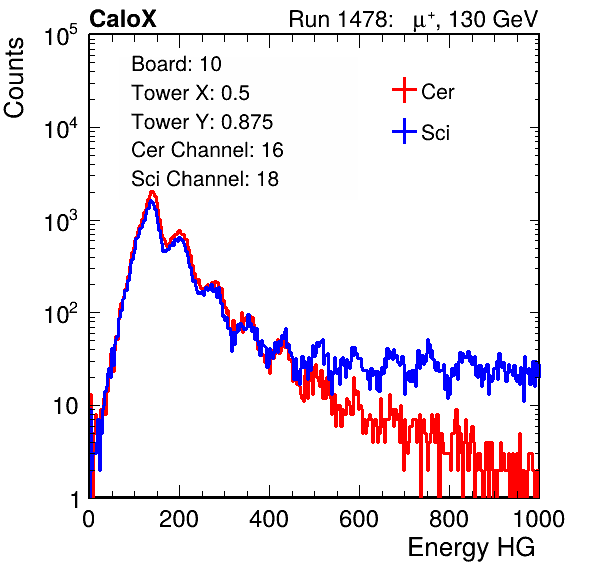 CaloX Run 1478: μ⁺, 130 GeV
Counts
Board: 10
Tower X: 0.5
Tower Y: 0.875
Cer Channel: 16
Sci Channel: 18
Cer
Sci
10⁵
10⁴
10³
10²
10
1
0 200 400 600 800 1000
Energy HG